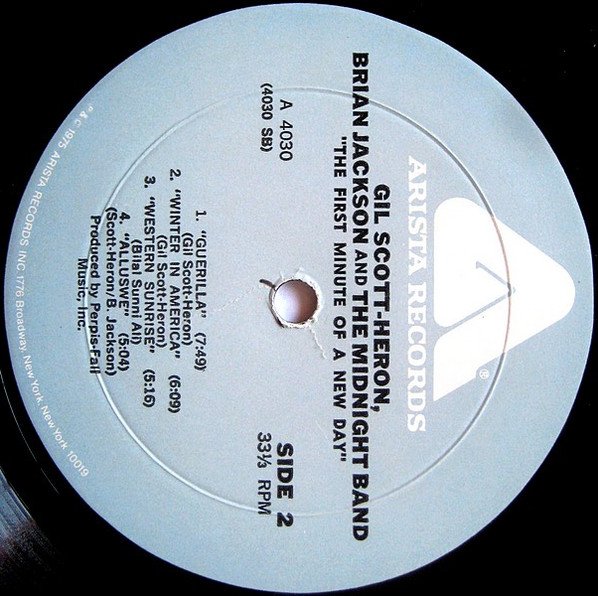 ARISTA RECORDS
®
GIL SCOTT-HERON,
BRIAN JACKSON AND THE MIDNIGHT BAND
"THE FIRST MINUTE OF A NEW DAY"
A 4030
(4030 SB)
SIDE 2
33⅓ RPM
1. "GUERILLA" (7:49)
(Gil Scott-Heron)
2. "WINTER IN AMERICA" (6:09)
(Gil Scott-Heron)
3. "WESTERN SUNRISE" (5:16)
(Bilal Sunni Ali)
4. "ALLUSWE" (5:04)
(Scott-Heron B. Jackson)
Produced by Perpis-Fall
Music, Inc.
P & C 1975 ARISTA RECORDS INC. 1776 Broadway, New York, New York 10019